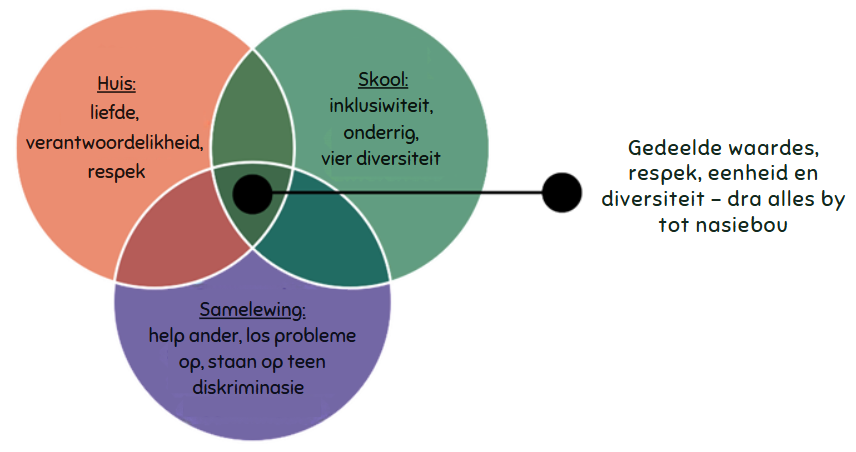 Huis:
liefde,
verantwoordelikheid,
respek
Skool:
inklusiwiteit,
onderrig,
vier diversiteit
Samelewing:
help ander, los probleme
op, staan op teen
diskriminasie
Gedeelde waardes,
respek, eenheid en
diversiteit – dra alles by
tot nasiebou